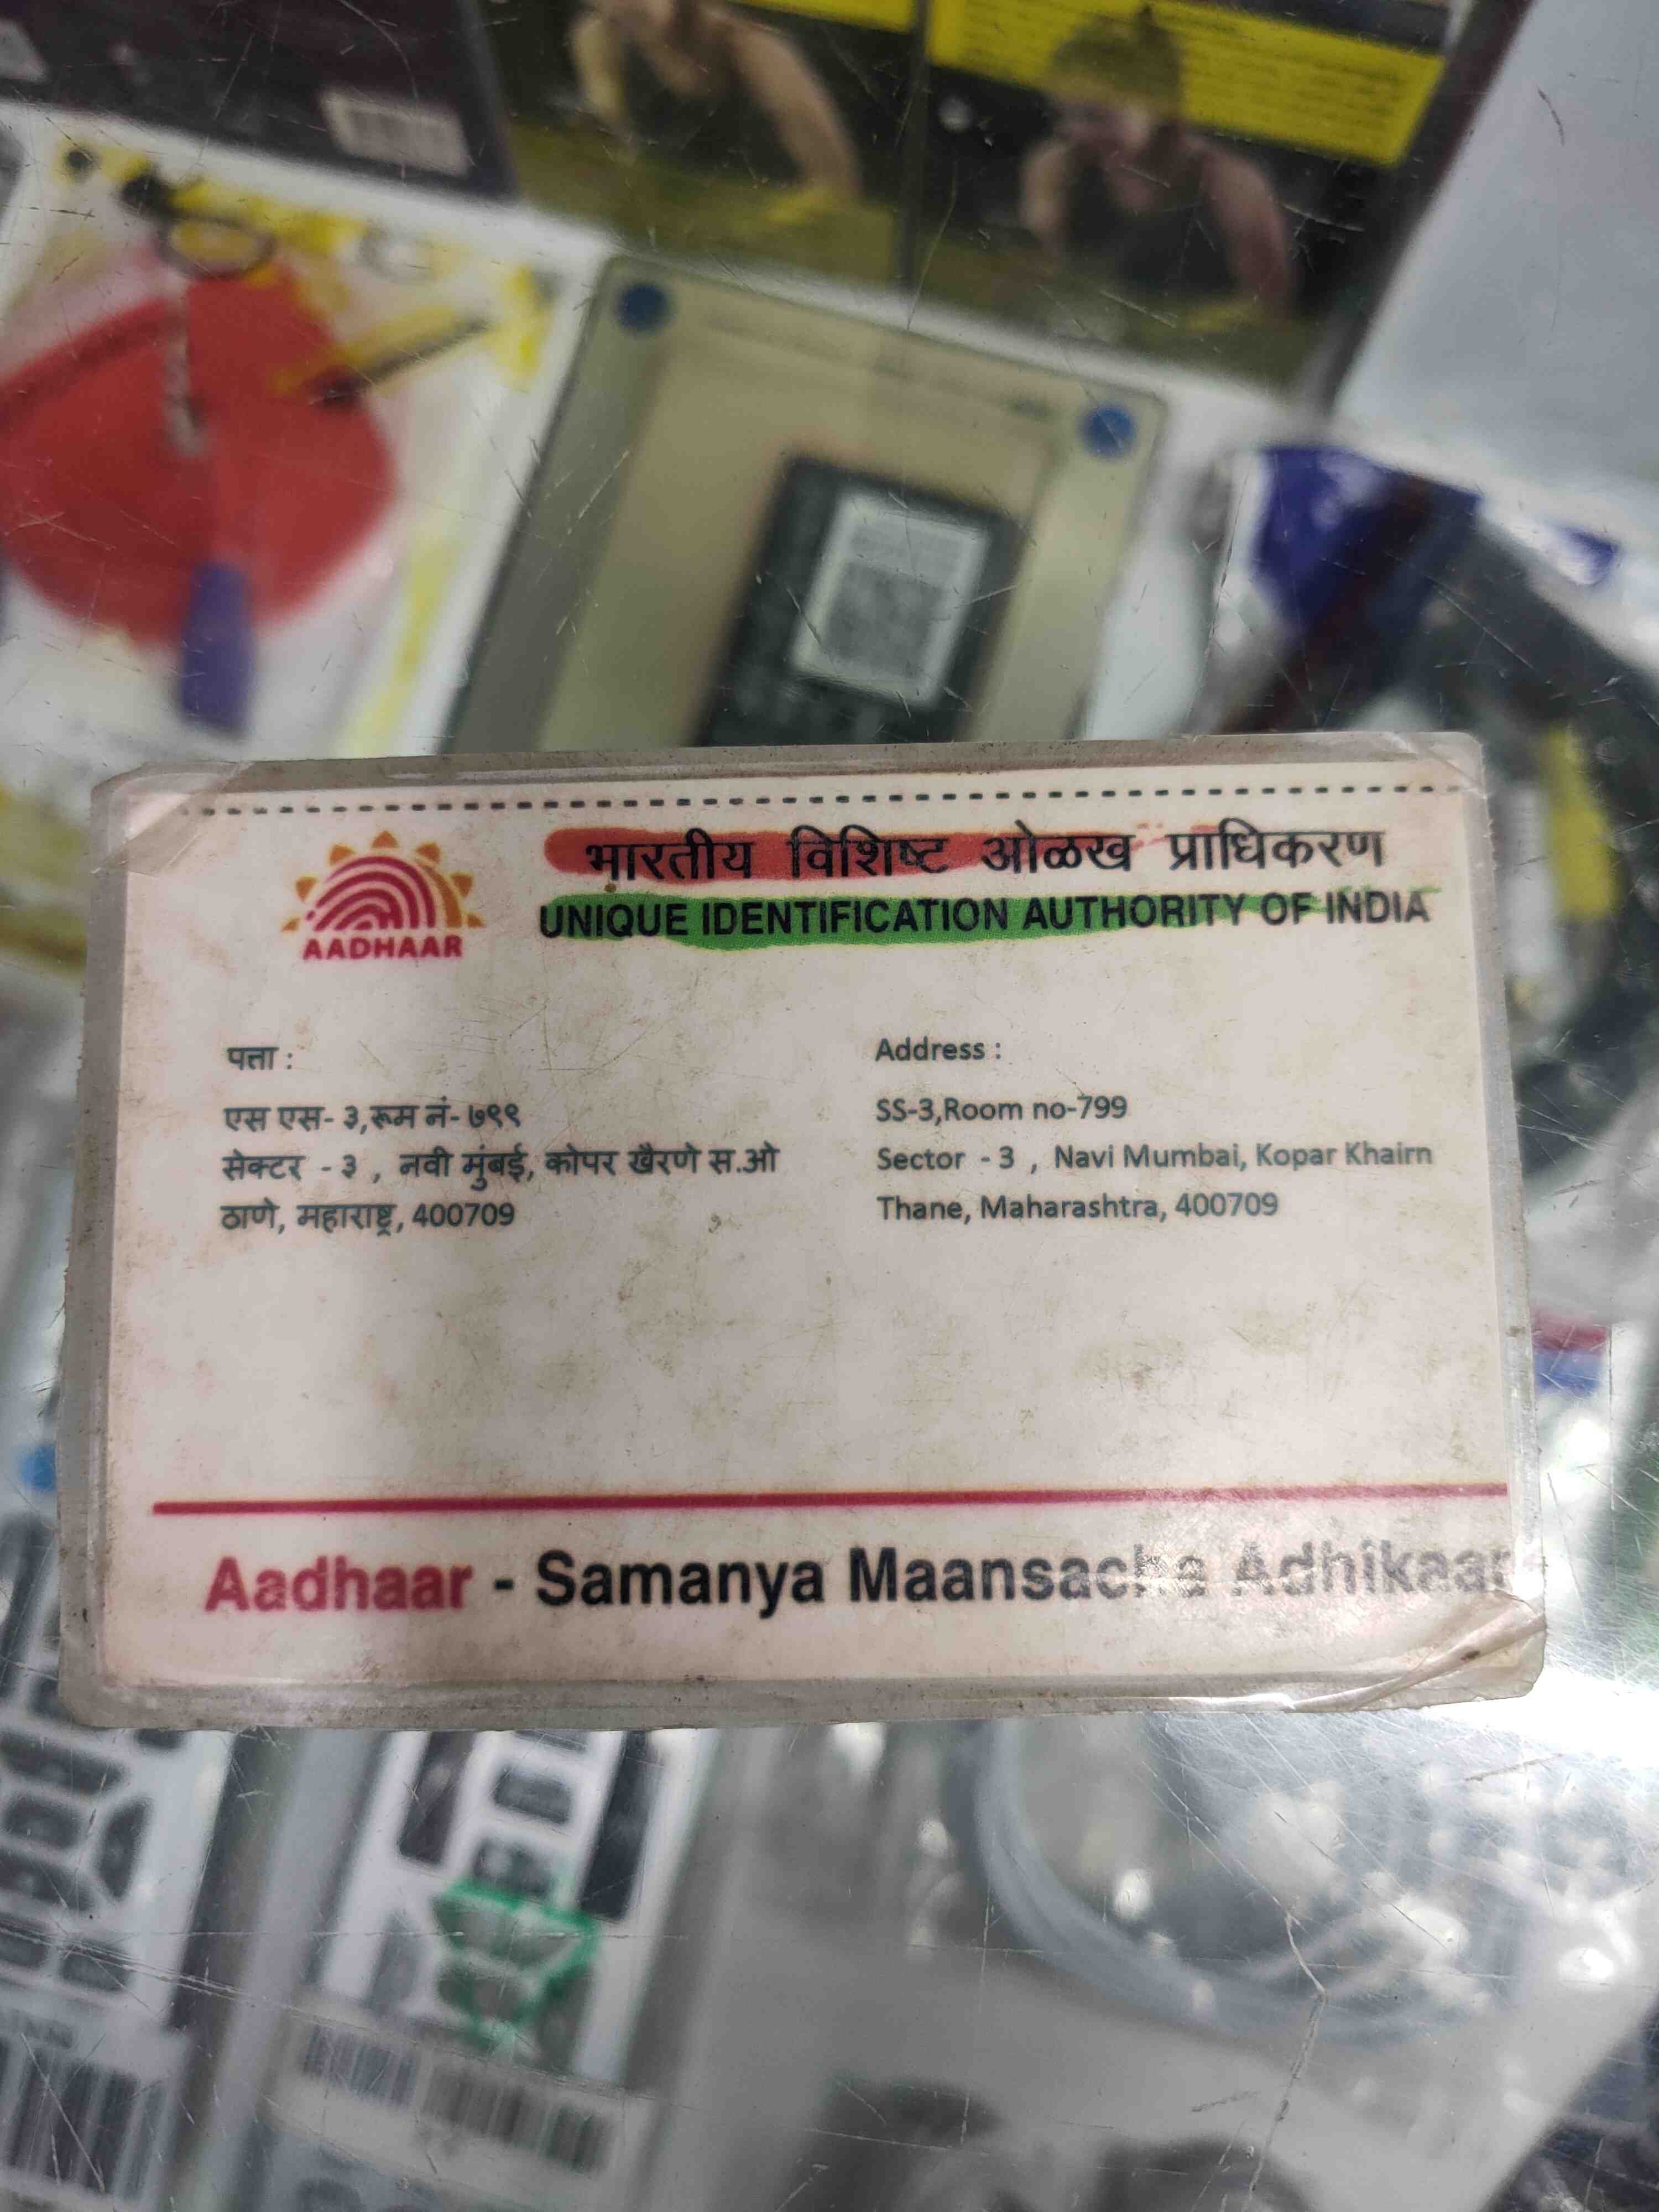 भारतीय विशिष्ट ओळख प्राधिकरण
UNIQUE IDENTIFICATION AUTHORITY OF INDIA
AADHAAR
पत्ता :
एस एस- ३,रूम नं- ७९९
सेक्टर - ३ , नवी मुंबई, कोपर खैरणे स.ओ
ठाणे, महाराष्ट्र, 400709
Address :
SS-3,Room no-799
Sector - 3 , Navi Mumbai, Kopar Khairn
Thane, Maharashtra, 400709
Aadhaar - Samanya Maansacha Adhikaar